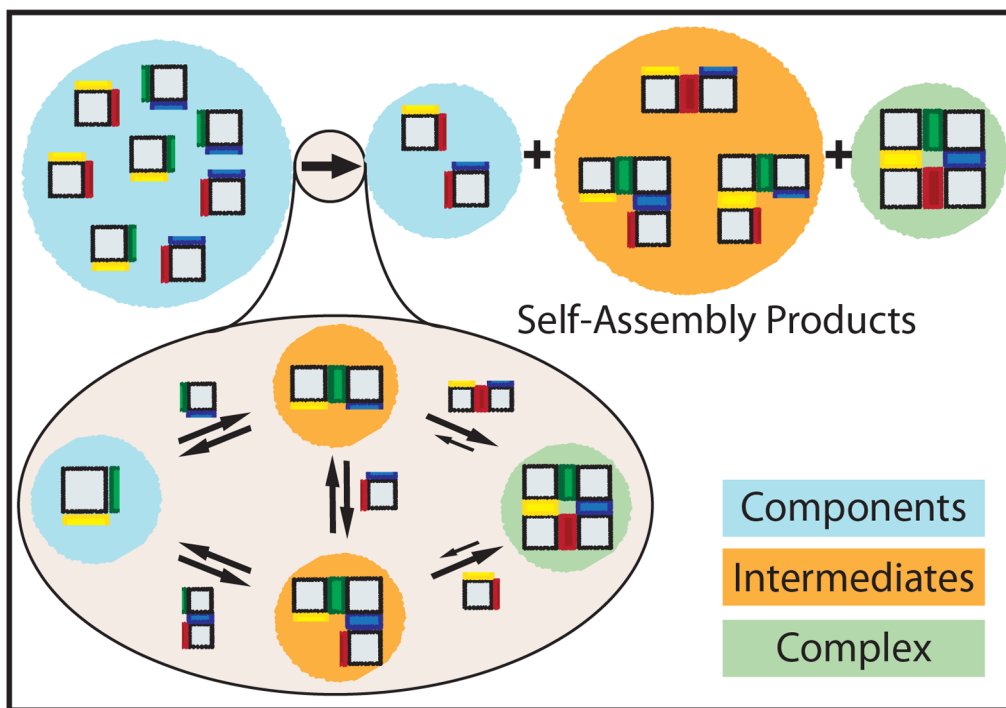 Self-Assembly Products
Components
Intermediates
Complex